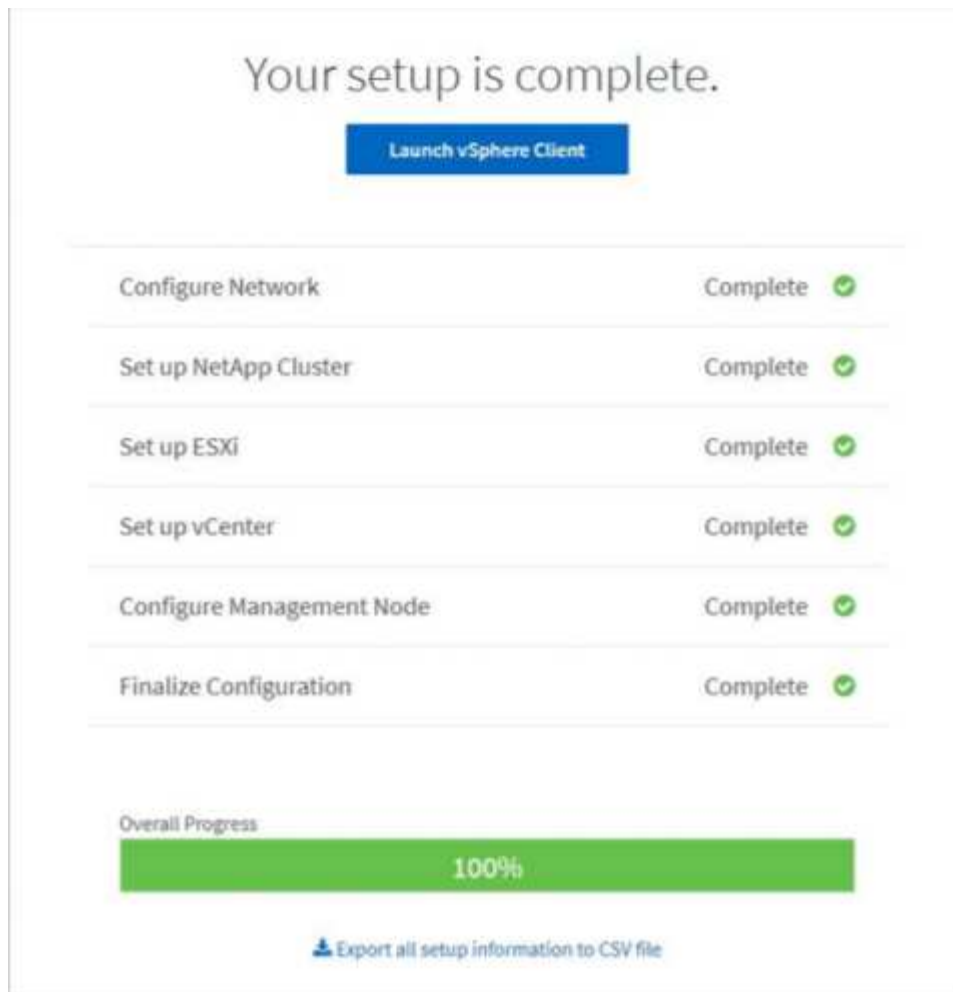 Your setup is complete.
Launch vSphere Client
Configure Network Complete
Set up NetApp Cluster Complete
Set up ESXi Complete
Set up vCenter Complete
Configure Management Node Complete
Finalize Configuration Complete
Overall Progress
100%
Export all setup information to CSV file